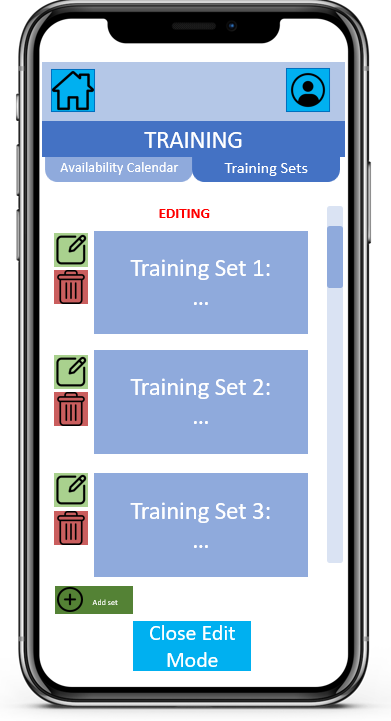 TRAINING
Availability Calendar
Training Sets
EDITING
Training Set 1:
...
Training Set 2:
...
Training Set 3:
...
Add set
Close Edit
Mode